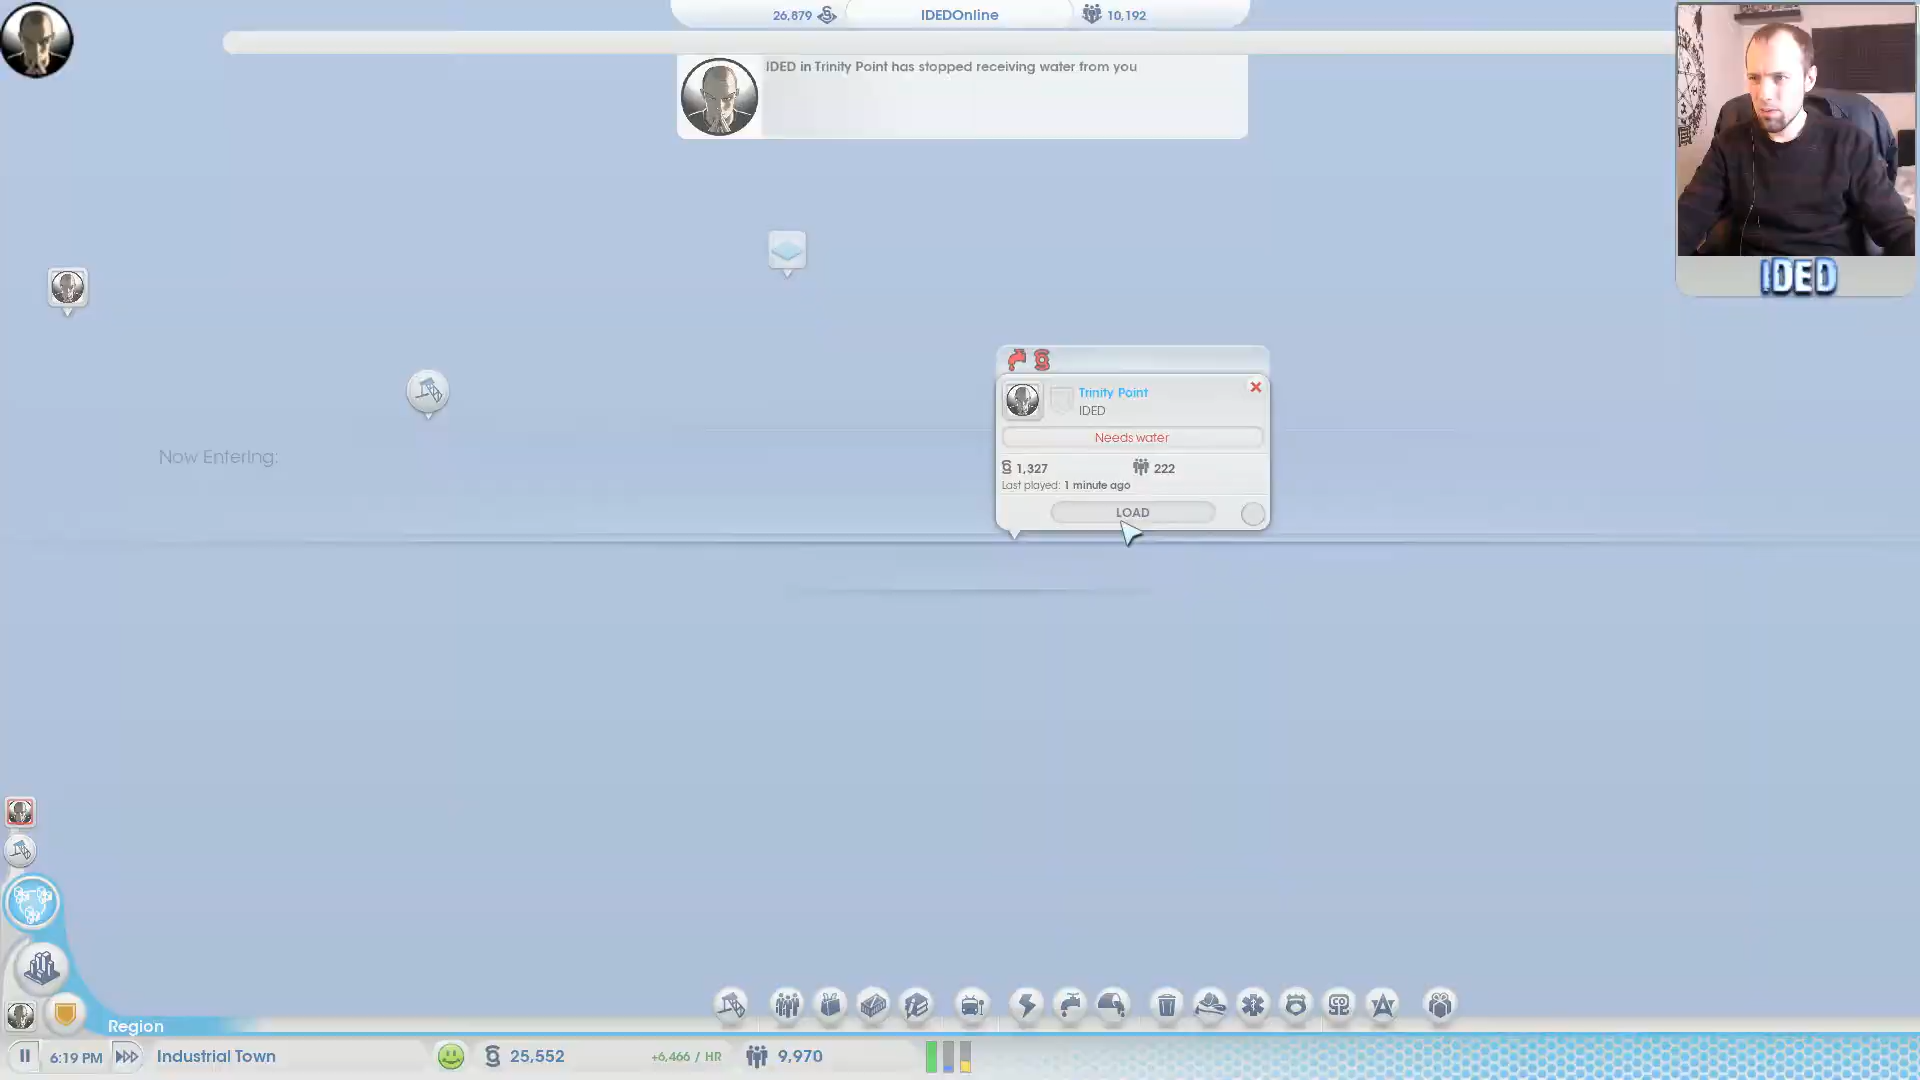 26,879
IDEDOnline
10,192
IDED in Trinity Point has stopped receiving water from you
IDED
Trinity Point
IDED
Needs water
1,327
222
Last played: 1 minute ago
LOAD
Now Entering:
Region
6:19 PM
Industrial Town
25,552
+6,466 / HR
9,970